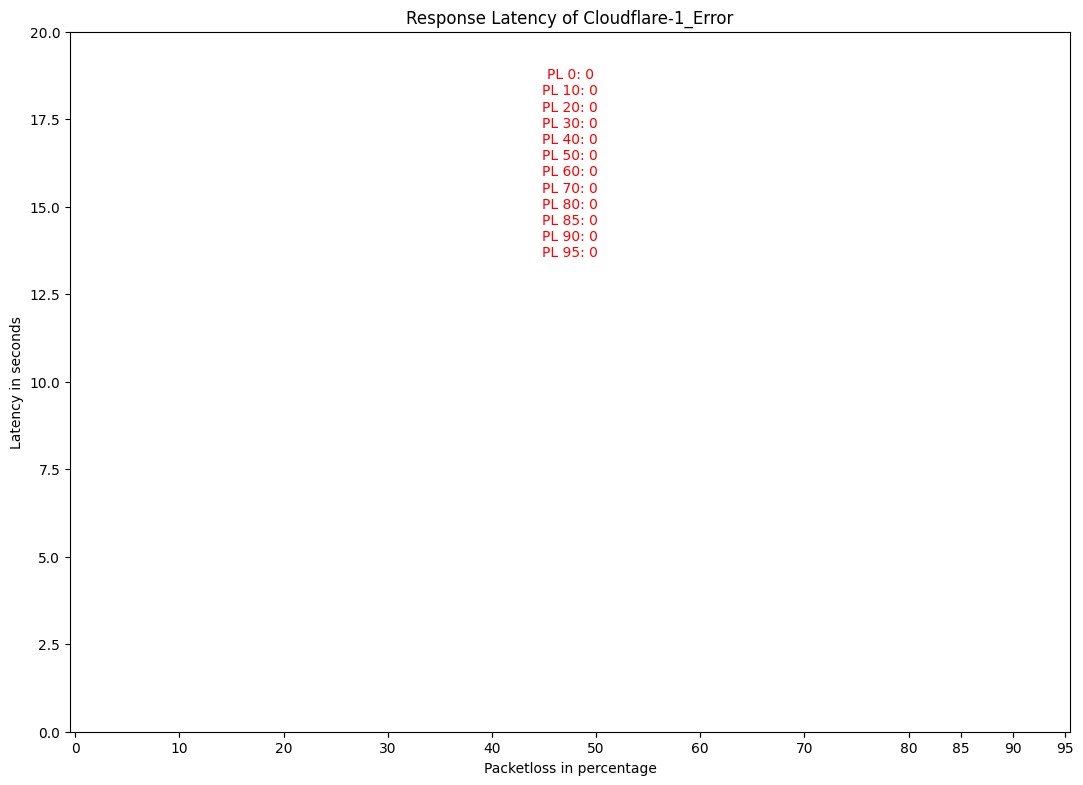 Response Latency of Cloudflare-1_Error
20.0
17.5
15.0
12.5
10.0
7.5
5.0
2.5
0.0
Latency in seconds
PL 0: 0
PL 10: 0
PL 20: 0
PL 30: 0
PL 40: 0
PL 50: 0
PL 60: 0
PL 70: 0
PL 80: 0
PL 85: 0
PL 90: 0
PL 95: 0
0 10 20 30 40 50 60 70 80 85 90 95
Packetloss in percentage